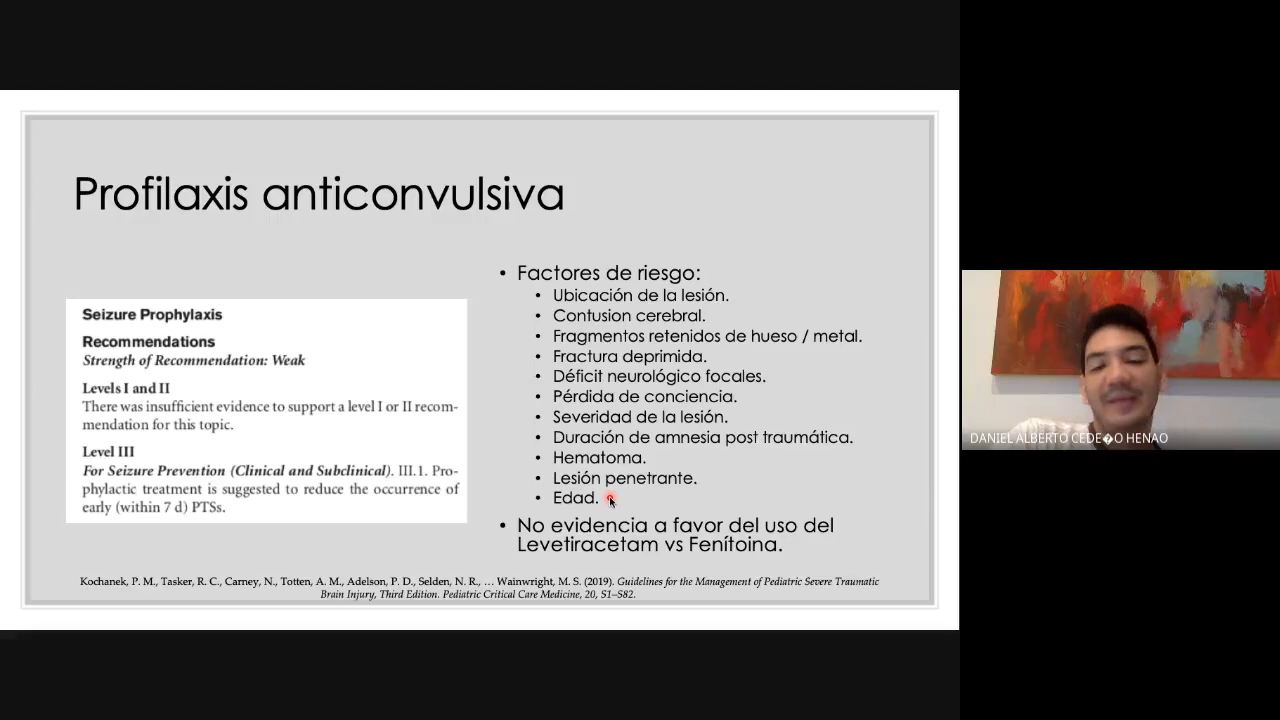 Profilaxis anticonvulsiva
Seizure Prophylaxis
Recommendations
Strength of Recommendation: Weak
Levels I and II
There was insufficient evidence to support a level I or II recom-
mendation for this topic.
Level III
For Seizure Prevention (Clinical and Subclinical). III.1. Pro-
phylactic treatment is suggested to reduce the occurrence of
early (within 7 d) PTSs.
• Factores de riesgo:
• Ubicación de la lesión.
• Contusion cerebral.
• Fragmentos retenidos de hueso / metal.
• Fractura deprimida.
• Déficit neurológico focales.
• Pérdida de conciencia.
• Severidad de la lesión.
• Duración de amnesia post traumática.
• Hematoma.
• Lesión penetrante.
• Edad.
• No evidencia a favor del uso del
Levetiracetam vs Fenítoina.
Kochanek, P. M., Tasker, R. C., Carney, N., Totten, A. M., Adelson, P. D., Selden, N. R., … Wainwright, M. S. (2019). Guidelines for the Management of Pediatric Severe Traumatic
Brain Injury, Third Edition. Pediatric Critical Care Medicine, 20, S1–S82.
DANIEL ALBERTO CEDE�O HENAO